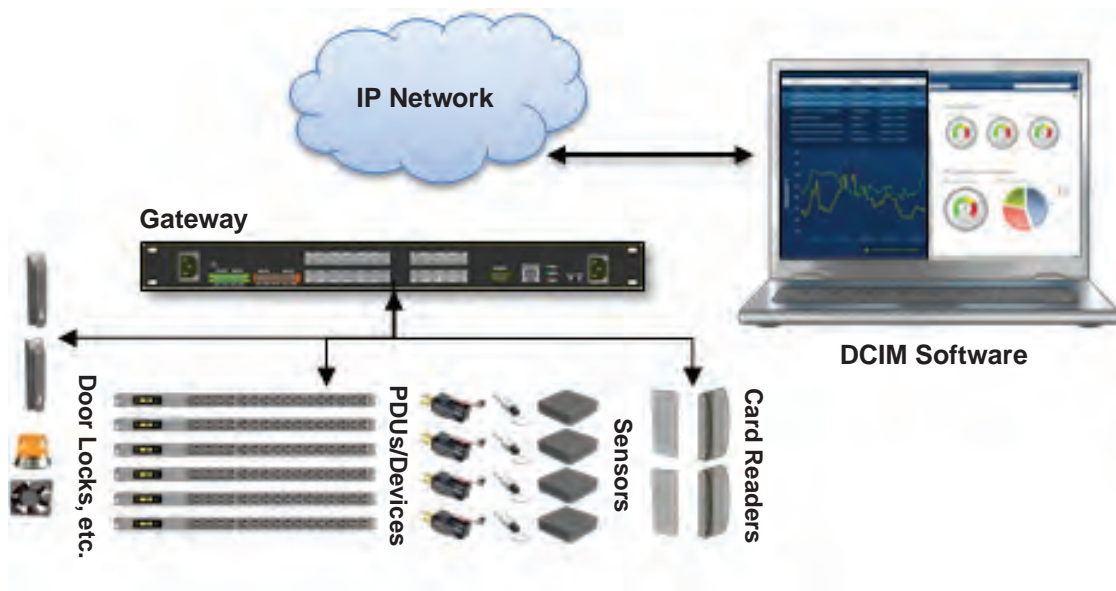 IP Network
Gateway
DCIM Software
Door Locks, etc.
PDUs/Devices
Sensors
Card Readers